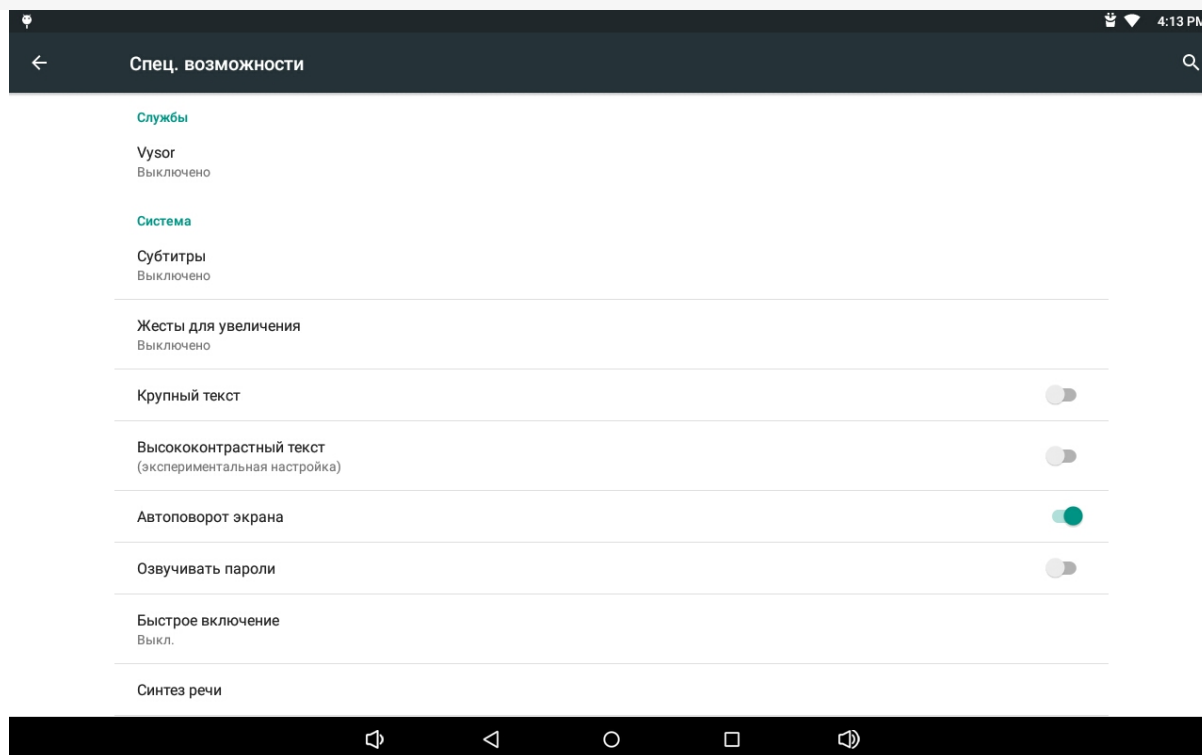 4:13 PM
Спец. возможности
Службы
Vysor
Выключено
Система
Субтитры
Выключено
Жесты для увеличения
Выключено
Крупный текст
Высококонтрастный текст
(экспериментальная настройка)
Автоповорот экрана
Озвучивать пароли
Быстрое включение
Выкл.
Синтез речи